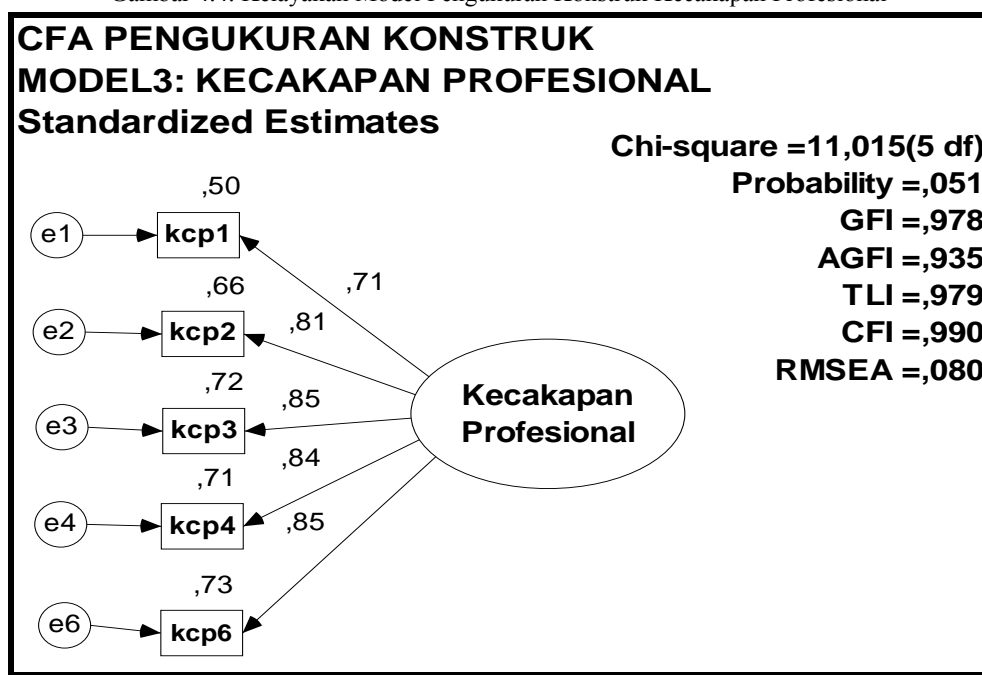 CFA PENGUKURAN KONSTRUK
MODEL3: KECAKAPAN PROFESIONAL
Standardized Estimates
Chi-square =11,015(5 df)
Probability =,051
GFI =,978
AGFI =,935
TLI =,979
CFI =,990
RMSEA =,080
,50
e1
kcp1
,71
,66
e2
kcp2
,81
,72
e3
kcp3
,85
,71
e4
kcp4
,84
,73
e6
kcp6
,85
Kecakapan
Profesional